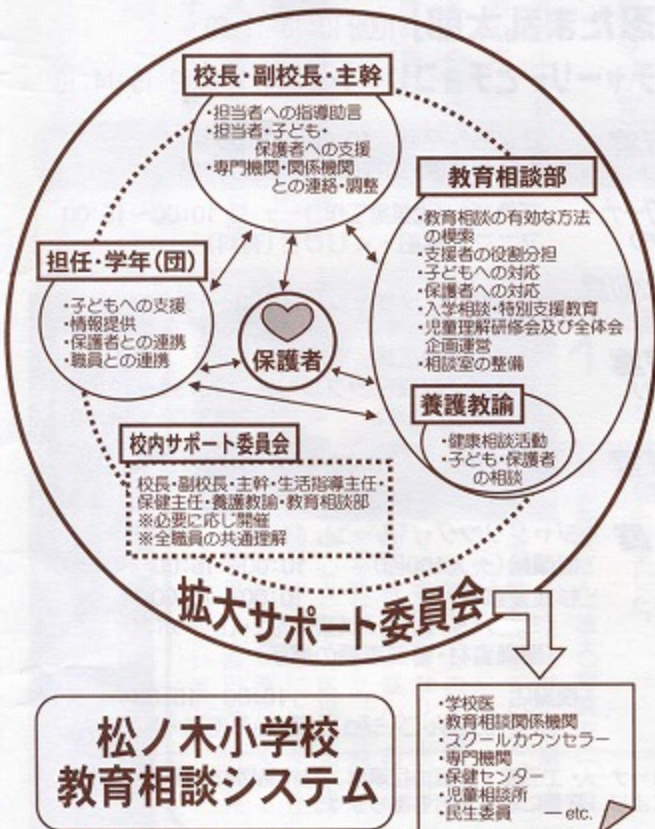 校長・副校長・主幹
・担当者への指導助言
・担当者・子ども・
保護者への支援
・専門機関・関係機関
との連絡・調整
教育相談部
・教育相談の有効な方法
の模索
・支援者の役割分担
・子どもへの対応
・保護者への対応
・入学相談・特別支援教育
・児童理解研修会及び全体会
企画運営
・相談室の整備
担任・学年(団)
・子どもへの支援
・情報提供
・保護者との連携
・職員との連携
保護者
養護教諭
・健康相談活動
・子ども・保護者
の相談
校内サポート委員会
校長・副校長・主幹・生活指導主任・
保健主任・養護教諭・教育相談部
※必要に応じ開催
※全職員の共通理解
拡大サポート委員会
松ノ木小学校
教育相談システム
・学校医
・教育相談関係機関
・スクールカウンセラー
・専門機関
・保健センター
・児童相談所
・民生委員 ― etc.